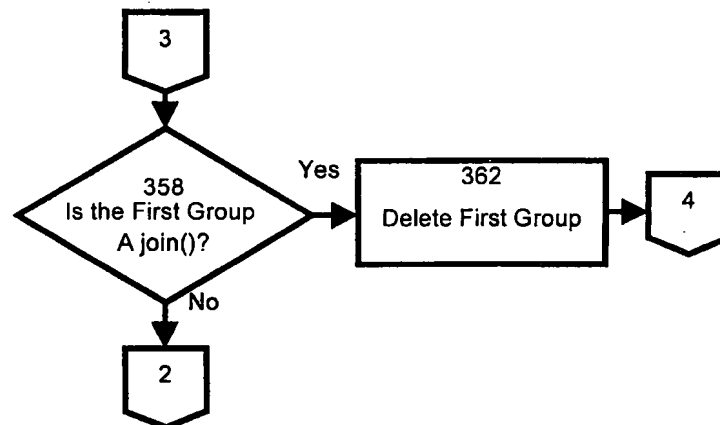 3
358
Is the First Group
A join()?
Yes
362
Delete First Group
4
No
2